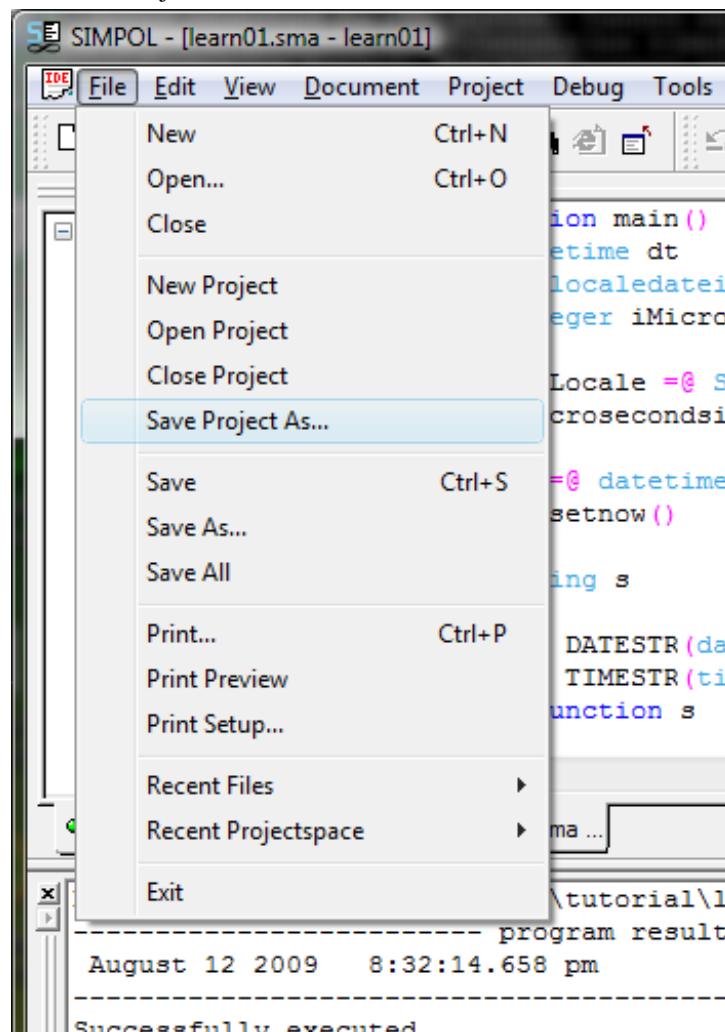 SIMPOL - [learn01.sma - learn01]
IDE File Edit View Document Project Debug Tools
New Ctrl+N
Open... Ctrl+O
Close
New Project
Open Project
Close Project
Save Project As...
Save Ctrl+S
Save As...
Save All
Print... Ctrl+P
Print Preview
Print Setup...
Recent Files
Recent Projectspace
Exit
ion main()
etime dt
localedatei
eger iMicro
Locale =@ S
crosecondsi
=@ datetime
setnow()
ing s
DATESTR(da
TIMESTR(ti
unction s
ma ...
\tutorial\l
-------------------------- program result
August 12 2009 8:32:14.658 pm
-----------------------------------------
Successfully executed